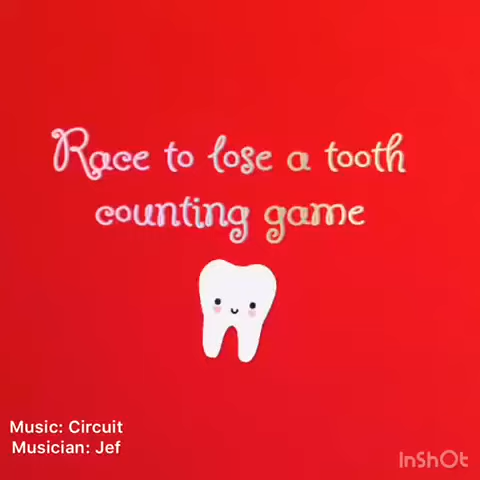 Race to lose a tooth
counting game
Music: Circuit
Musician: Jef
InShOt